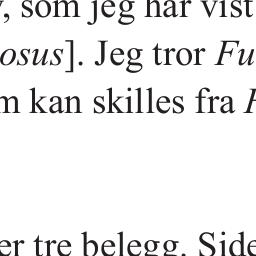 , som jeg har vist
osus]. Jeg tror Fu
m kan skilles fra
er tre belegg. Side